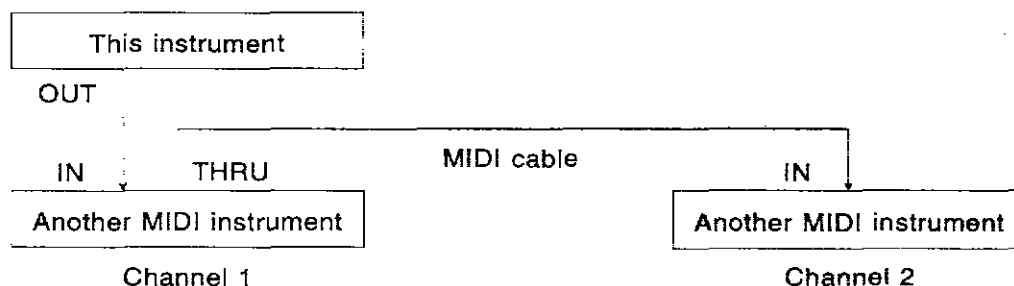 This instrument
OUT
MIDI cable
IN THRU IN
Another MIDI instrument Another MIDI instrument
Channel 1 Channel 2